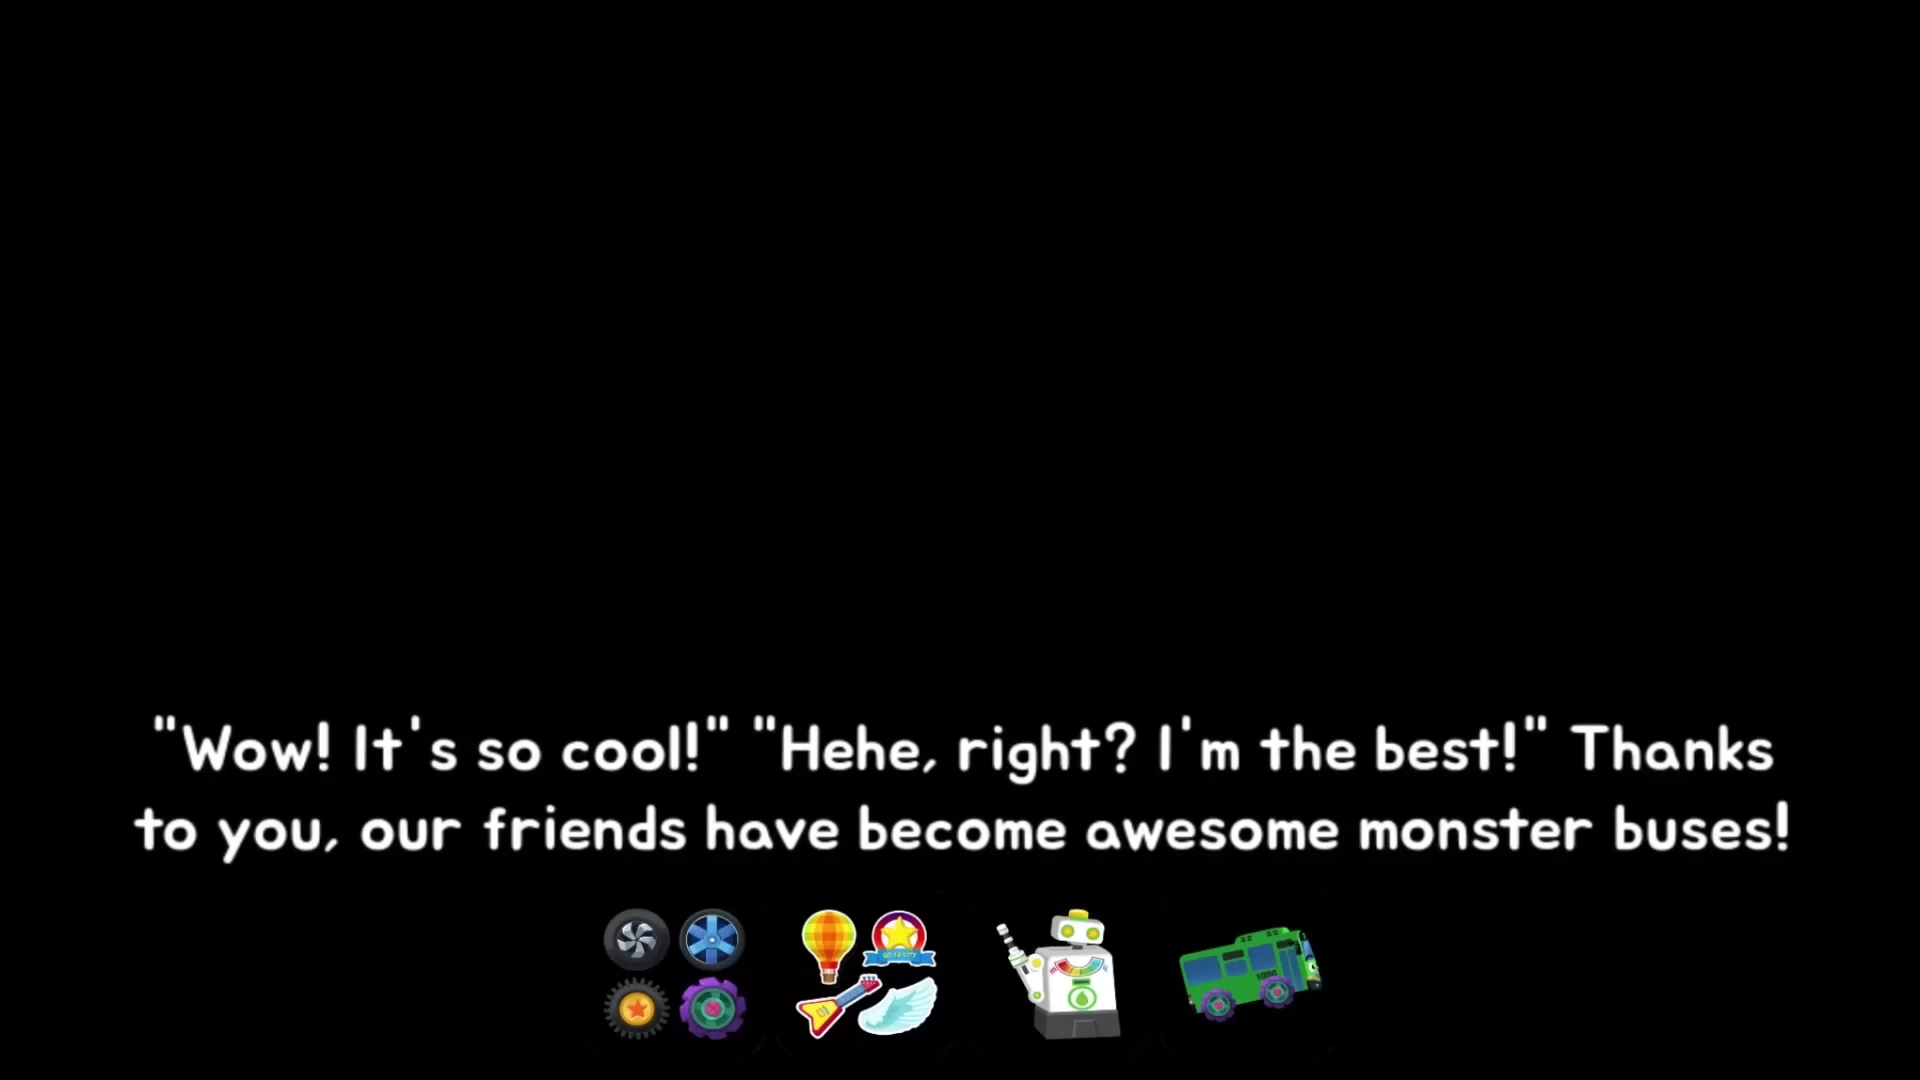 "Wow! It's so cool!" "Hehe, right? I'm the best!" Thanks
to you, our friends have become awesome monster buses!